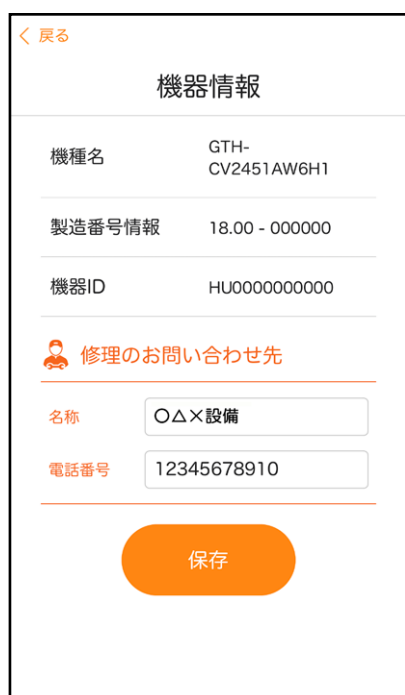 戻る
機器情報
機種名
GTH-
CV2451AW6H1
製造番号情報 18.00 - 000000
機器ID HU0000000000
修理のお問い合わせ先
名称 〇△×設備
電話番号 12345678910
保存